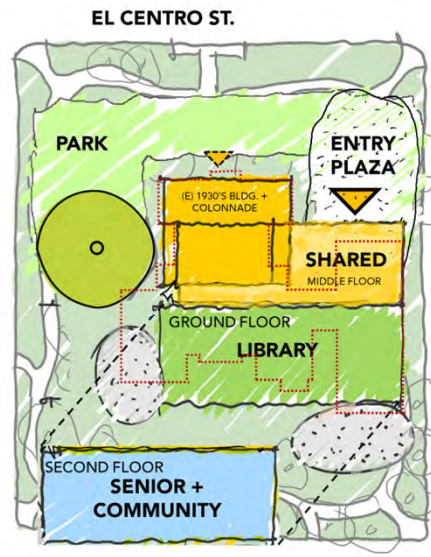 EL CENTRO ST.
PARK
ENTRY
PLAZA
(E) 1930'S BLDG. +
COLONNADE
SHARED
MIDDLE FLOOR
GROUND FLOOR
LIBRARY
SECOND FLOOR
SENIOR +
COMMUNITY